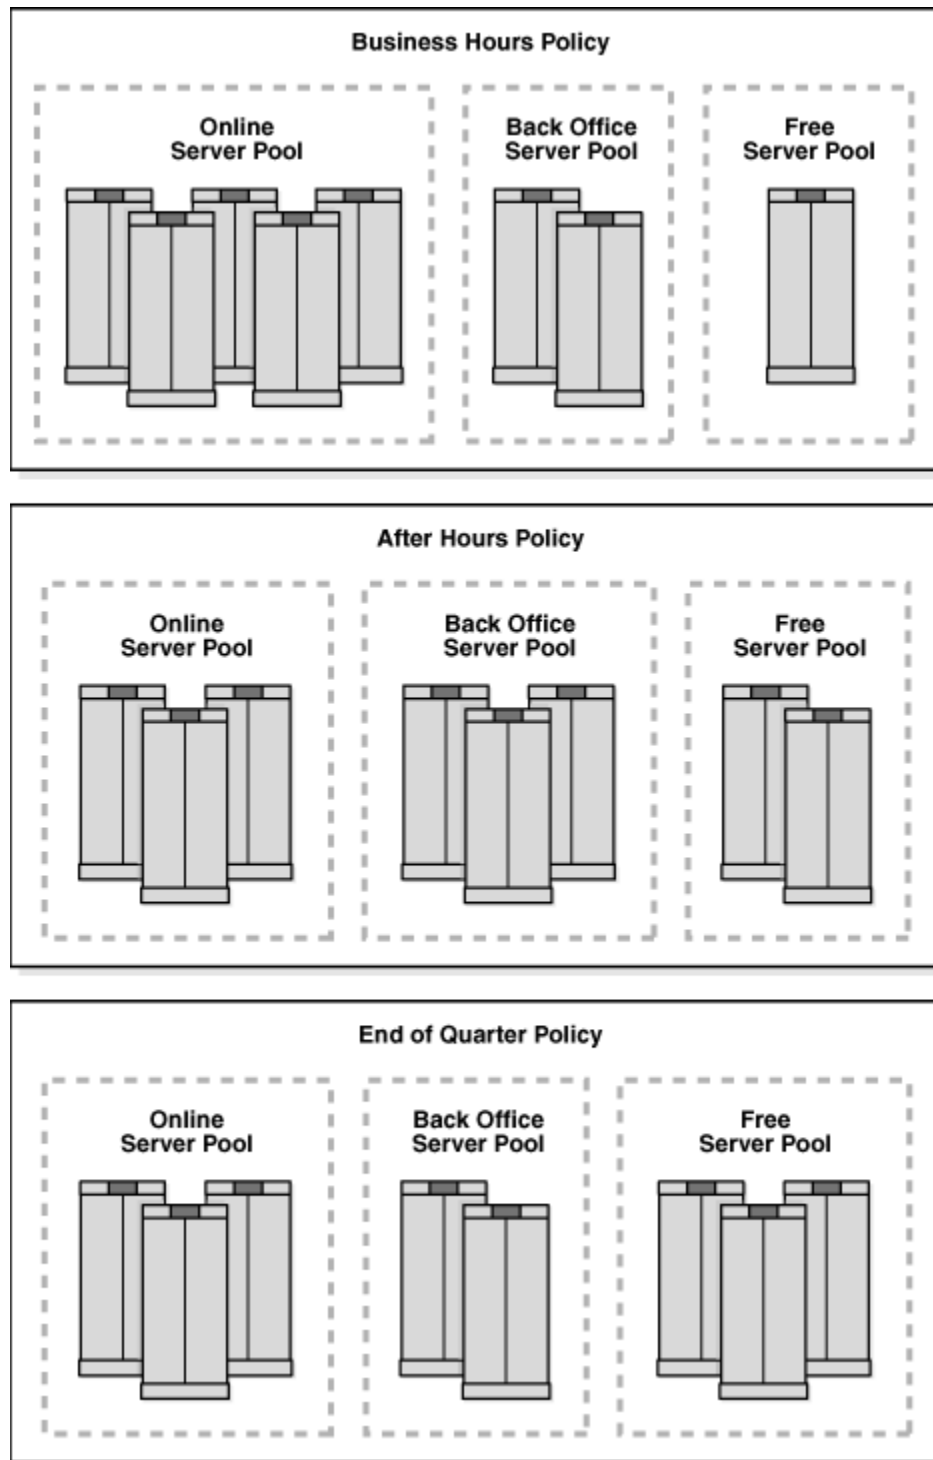 Business Hours Policy
Online
Server Pool
Back Office
Server Pool
Free
Server Pool
After Hours Policy
Online
Server Pool
Back Office
Server Pool
Free
Server Pool
End of Quarter Policy
Online
Server Pool
Back Office
Server Pool
Free
Server Pool